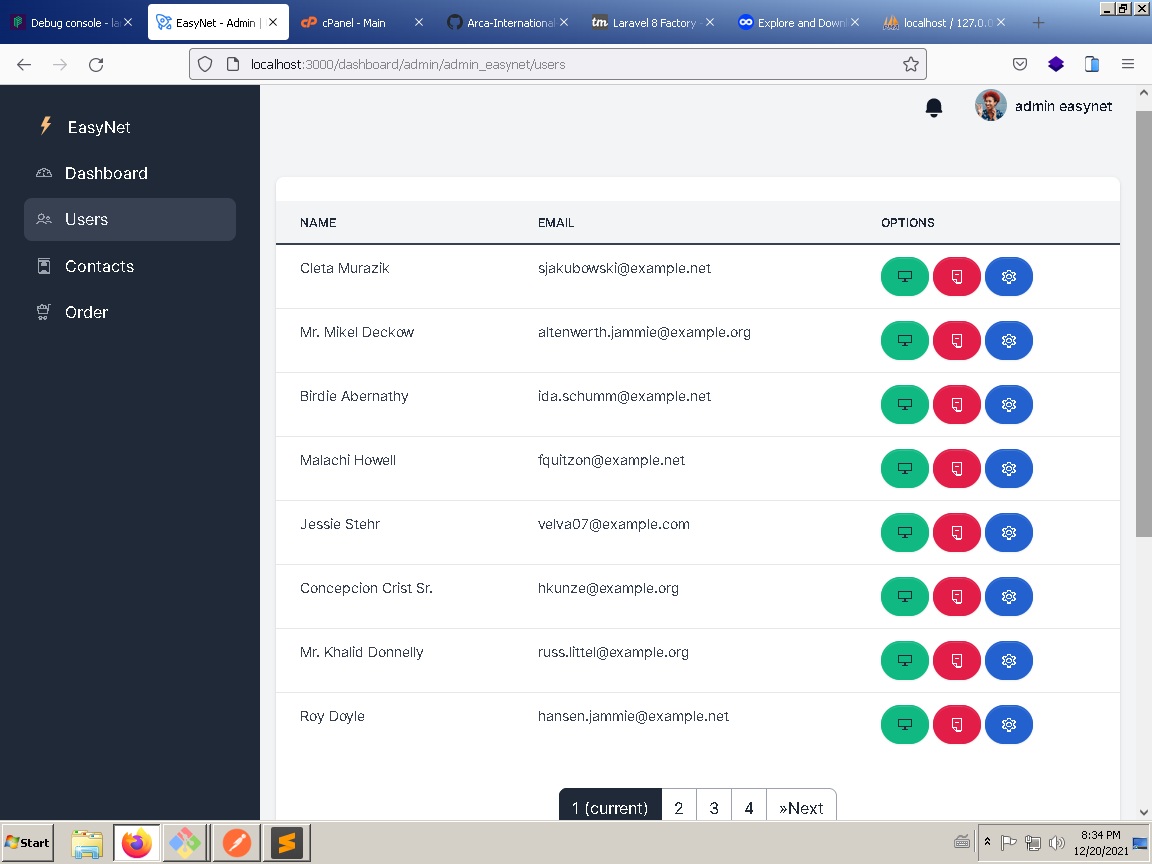 Debug console - la
EasyNet - Admin |
cPanel - Main
Arca-International
Laravel 8 Factory -
Explore and Down
localhost / 127.0.0
localhost:3000/dashboard/admin/admin_easynet/users
admin easynet
EasyNet
Dashboard
Users
Contacts
Order
NAME EMAIL OPTIONS
Cleta Murazik sjakubowski@example.net
Mr. Mikel Deckow altenwerth.jammie@example.org
Birdie Abernathy ida.schumm@example.net
Malachi Howell fquitzon@example.net
Jessie Stehr velva07@example.com
Concepcion Crist Sr. hkunze@example.org
Mr. Khalid Donnelly russ.littel@example.org
Roy Doyle hansen.jammie@example.net
1 (current) 2 3 4 »Next
Start
8:34 PM
12/20/2021